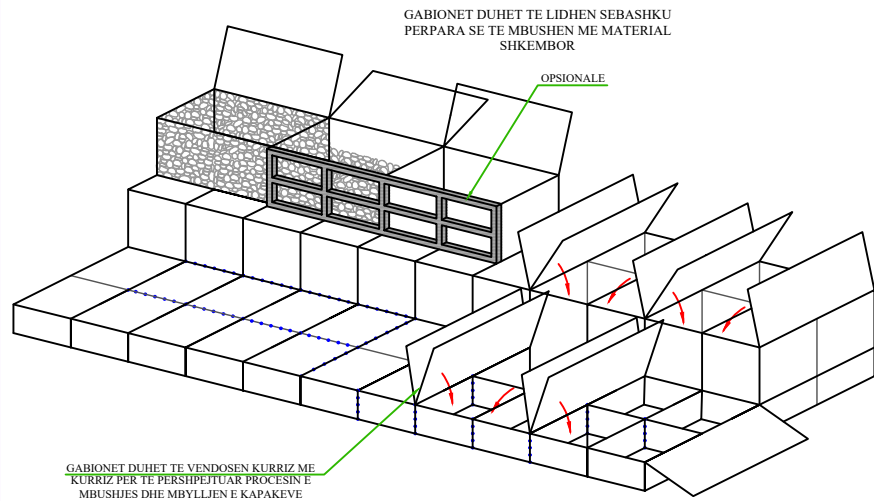 GABIONET DUHET TE LIDHEN SEBASHKU
PERPARA SE TE MBUSHEN ME MATERIAL
SHKEMBOR
OPSIONALE
GABIONET DUHET TE VENDOSEN KURRIZ ME
KURRIZ PER TE PERSHPEJTUAR PROCESIN E
MBUSHJES DHE MBYLLJEN E KAPAKEVE